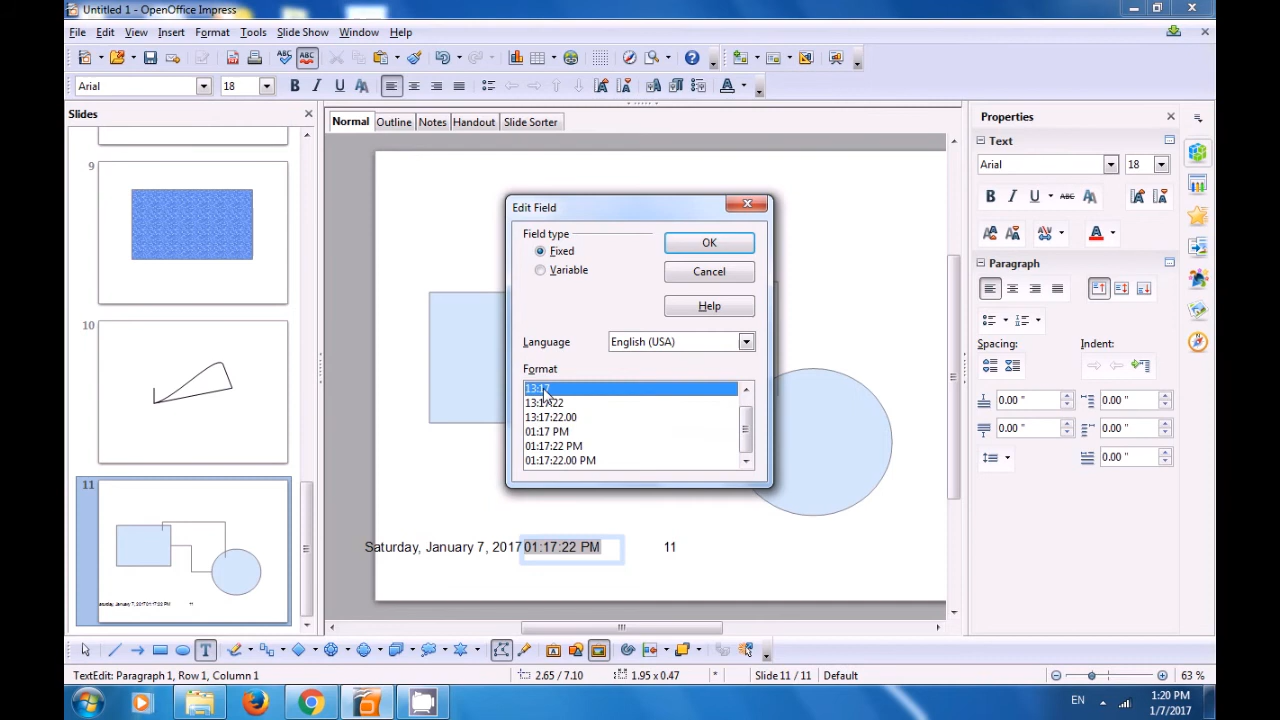 Untitled 1 - OpenOffice Impress
File Edit View Insert Format Tools Slide Show Window Help
Arial 18
Slides
Normal Outline Notes Handout Slide Sorter
9
10
11
Edit Field
Field type
Fixed
Variable
OK
Cancel
Help
Language English (USA)
Format
13:17
13:17:22
13:17:22.00
01:17 PM
01:17:22 PM
01:17:22.00 PM
Saturday, January 7, 2017 01:17:22 PM 11
Properties
Text
Arial 18
Paragraph
Spacing: Indent:
0.00 " 0.00 "
0.00 " 0.00 "
0.00 "
TextEdit: Paragraph 1, Row 1, Column 1 2.65 / 7.10 1.95 x 0.47 * Slide 11 / 11 Default 63 %
EN 1:20 PM
1/7/2017